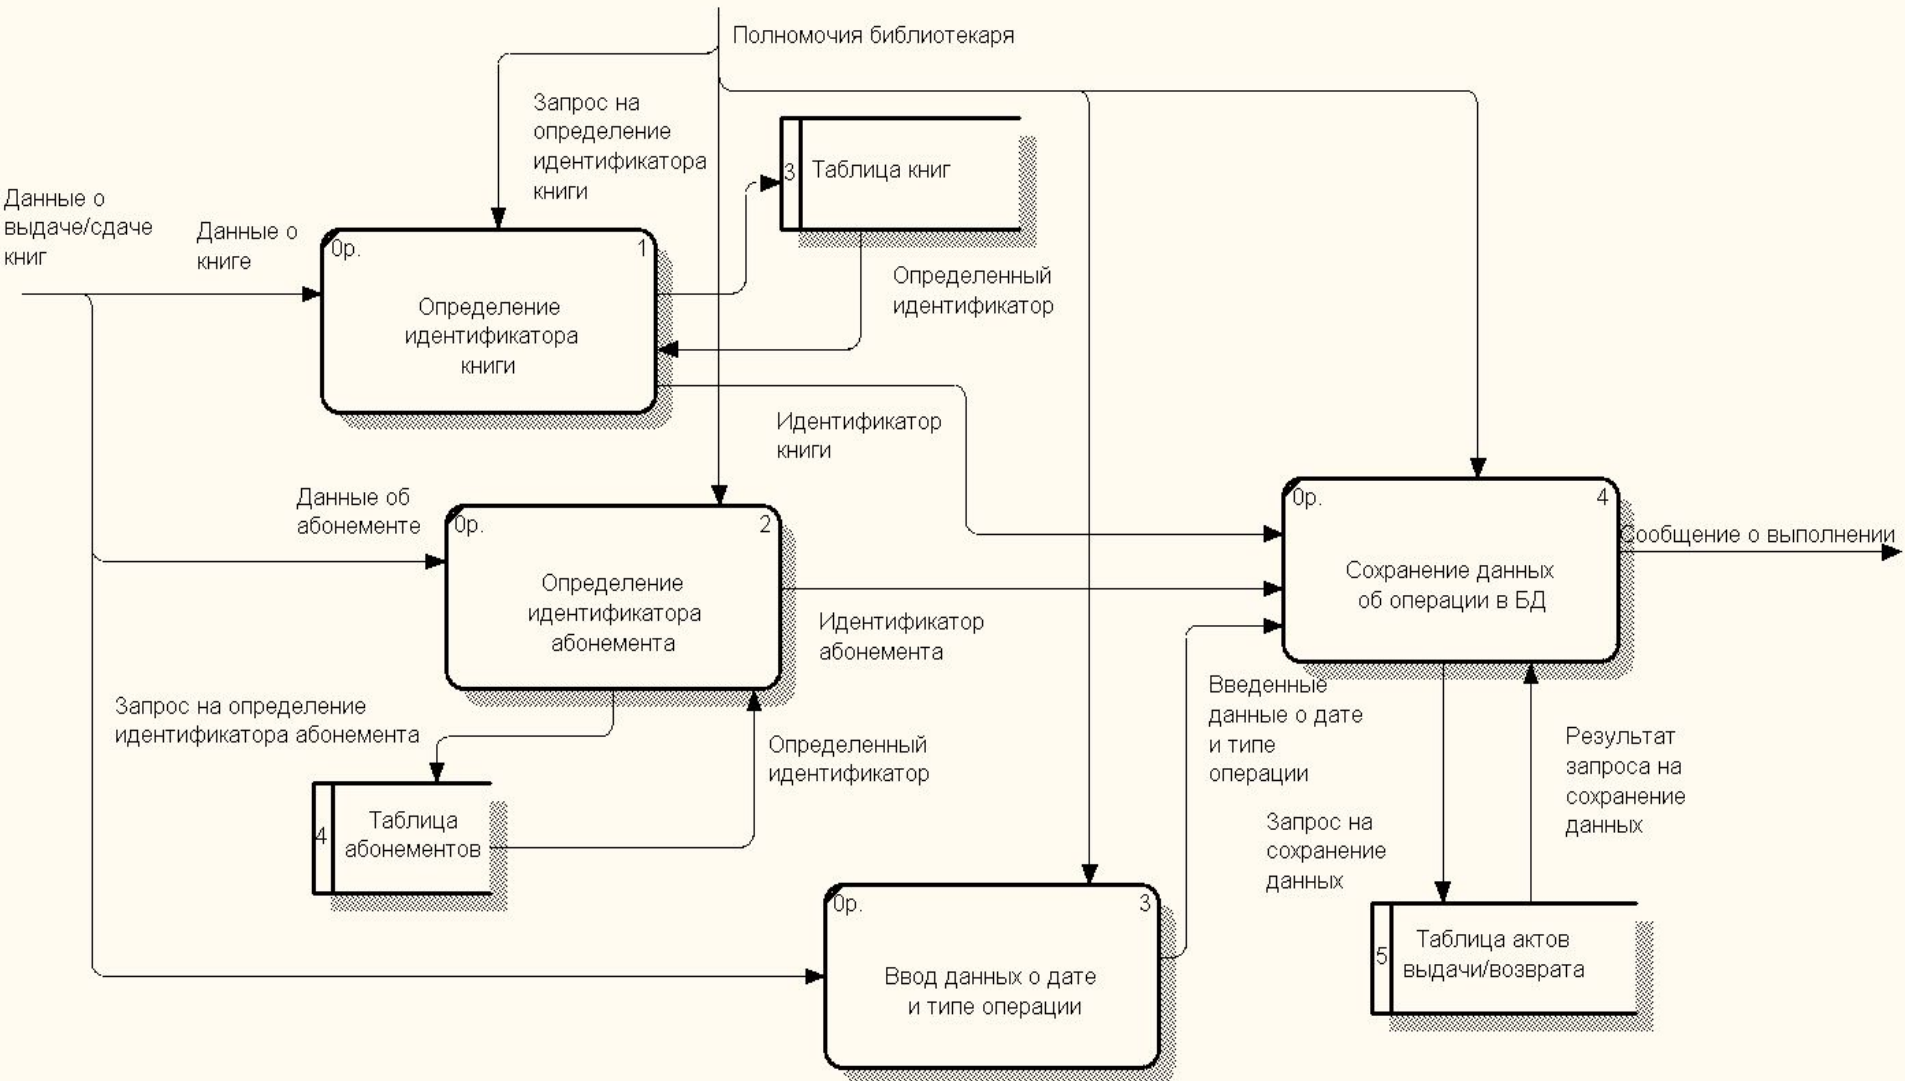 Полномочия библиотекаря
Запрос на
определение
идентификатора
книги
3
Таблица книг
Данные о
выдаче/сдаче
книг
Данные о
книге
0р.
1
Определение
идентификатора
книги
Определенный
идентификатор
Идентификатор
книги
Данные об
абонементе
0р.
2
Определение
идентификатора
абонемента
Идентификатор
абонемента
0р.
4
Сохранение данных
об операции в БД
Сообщение о выполнении
Запрос на определение
идентификатора абонемента
Определенный
идентификатор
4
Таблица
абонементов
Введенные
данные о дате
и типе
операции
Запрос на
сохранение
данных
Результат
запроса на
сохранение
данных
0р.
3
Ввод данных о дате
и типе операции
5
Таблица актов
выдачи/возврата